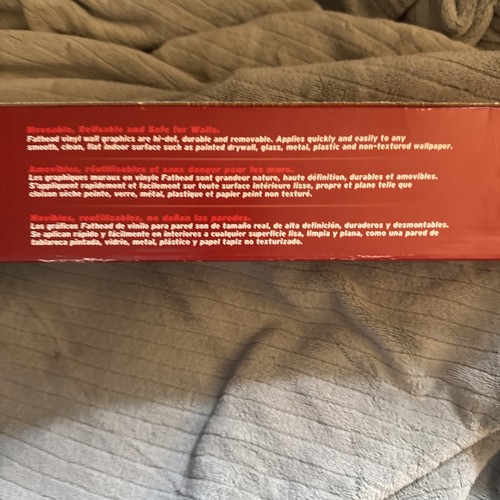 Moveable, ReUsable and Safe for Walls.
Fathead vinyl wall graphics are hi-def, durable and removable. Applies quickly and easily to any
smooth, clean, flat indoor surface such as painted drywall, glass, metal, plastic and non-textured wallpaper.
Amovibles, réutilisables et sans danger pour les murs.
Les graphiques muraux en vinyle Fathead sont grandeur nature, haute définition, durables et amovibles.
S'appliquent rapidement et facilement sur toute surface intérieure lisse, propre et plane telle que
cloison sèche peinte, verre, métal, plastique et papier peint non texturé.
Movibles, reutilizables, no dañan las paredes.
Los gráficos Fathead de vinilo para pared son de tamaño real, de alta definición, duraderos y desmontables.
Se aplican rápido y fácilmente en interiores a cualquier superficie lisa, limpia y plana, como una pared de
tablaroca pintada, vidrio, metal, plástico y papel tapiz no texturizado.